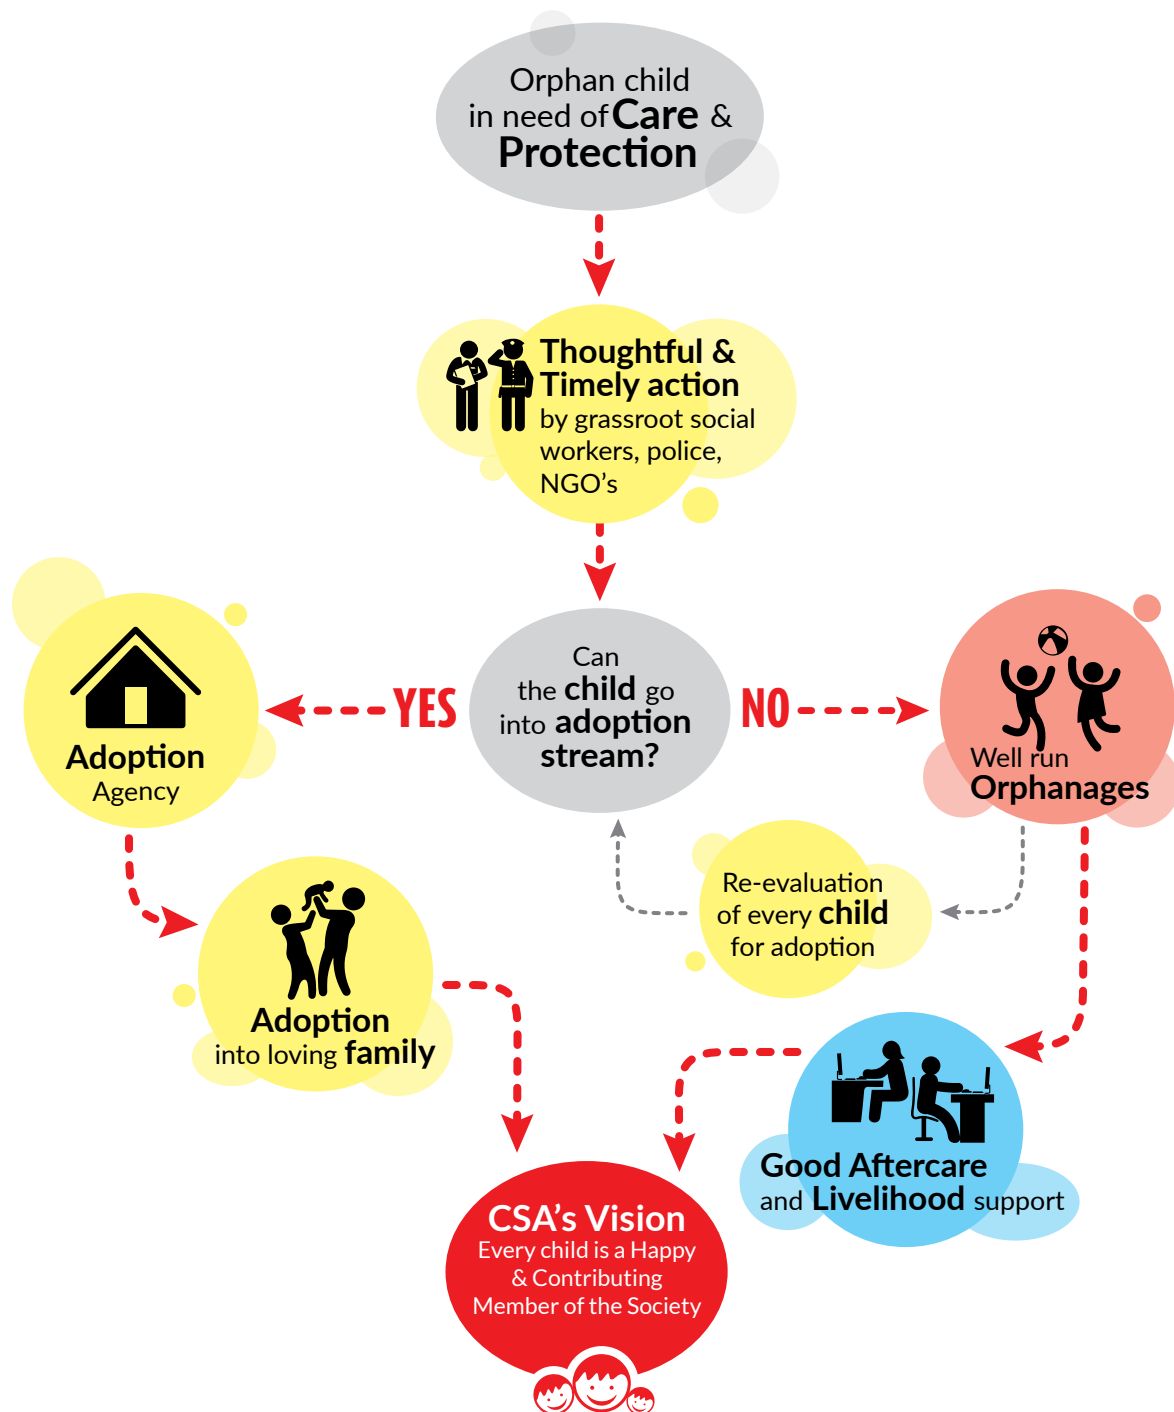 Orphan child
in need of Care &
Protection
Thoughtful &
Timely action
by grassroot social
workers, police,
NGO's
Can
the child go
into adoption
stream?
YES
NO
Adoption
Agency
Well run
Orphanages
Re-evaluation
of every child
for adoption
Adoption
into loving family
Good Aftercare
and Livelihood support
CSA's Vision
Every child is a Happy
& Contributing
Member of the Society